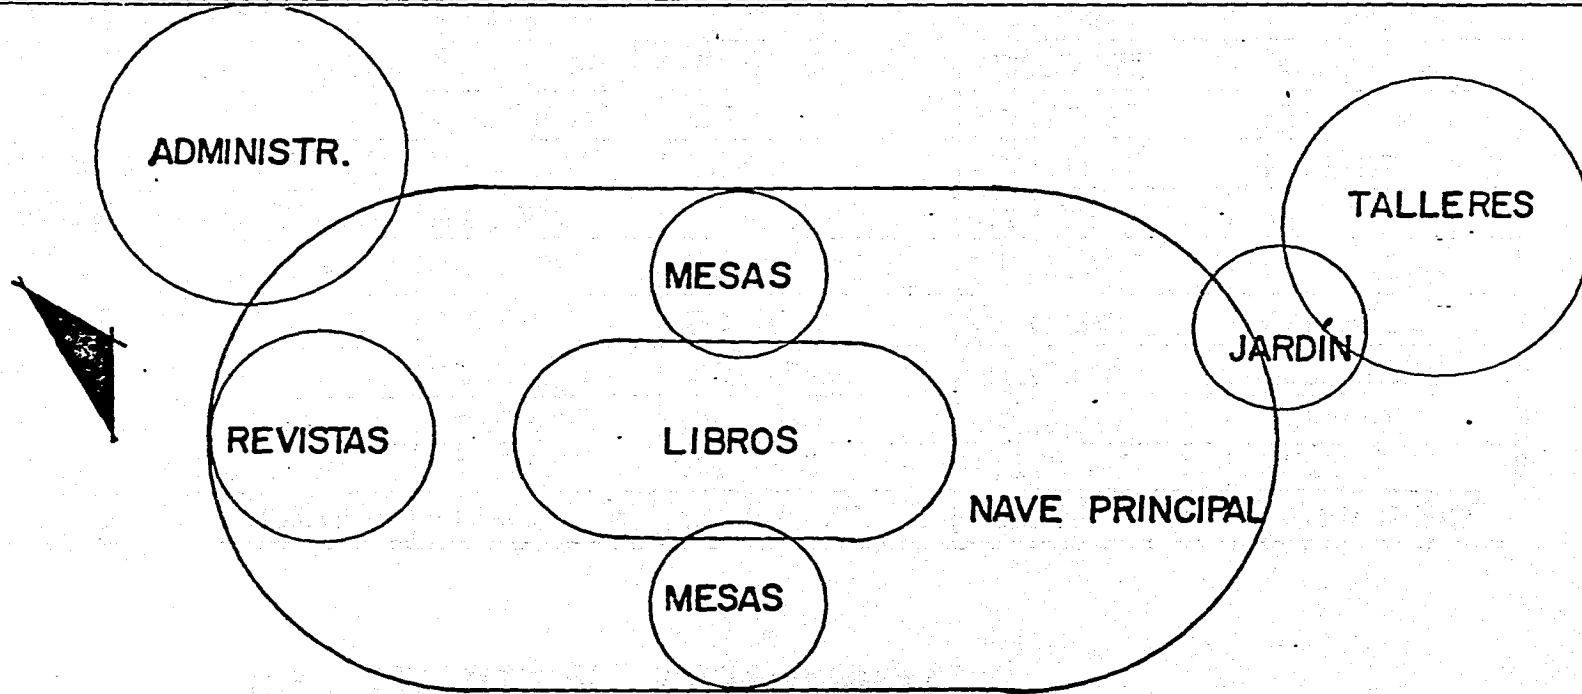 ADMINISTR.
TALLERES
MESAS
JARDÍN
REVISTAS
LIBROS
NAVE PRINCIPAL
MESAS